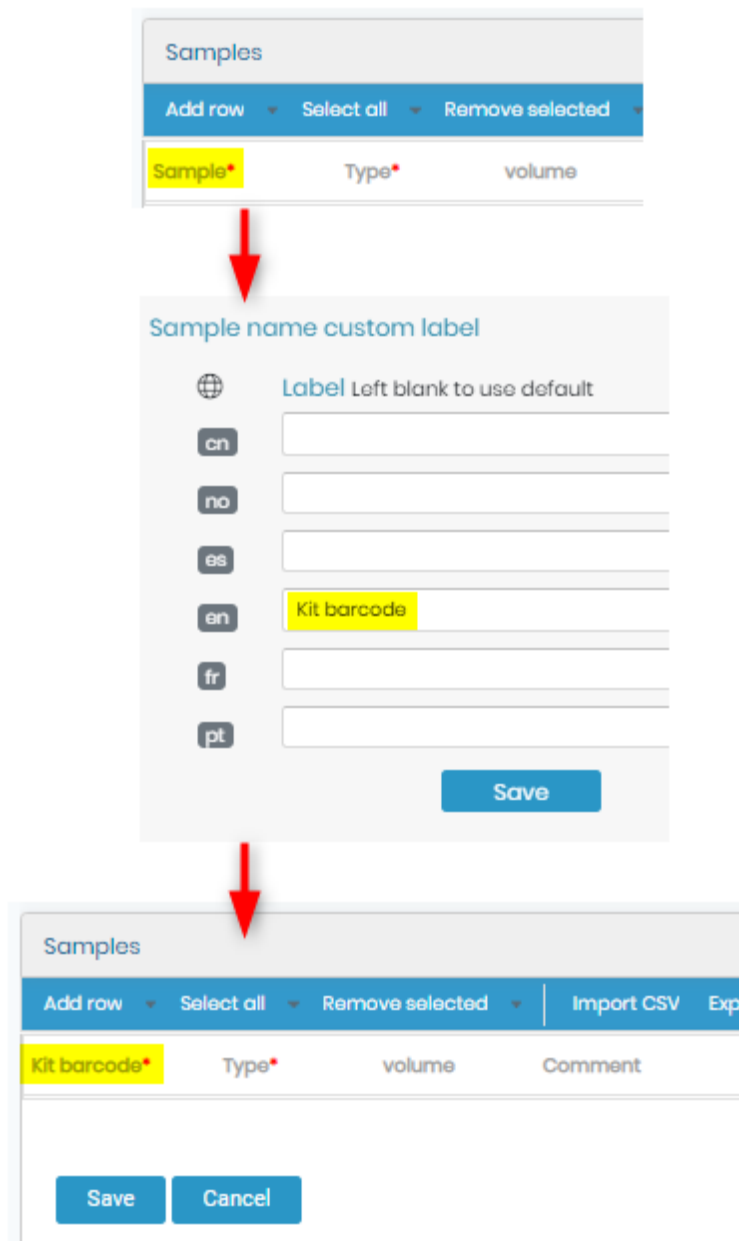 Samples
Add row Select all Remove selected
Sample* Type* volume
Sample name custom label
Label Left blank to use default
cn
no
es
en Kit barcode
fr
pt
Save
Samples
Add row Select all Remove selected Import CSV Exp
Kit barcode* Type* volume Comment
Save Cancel